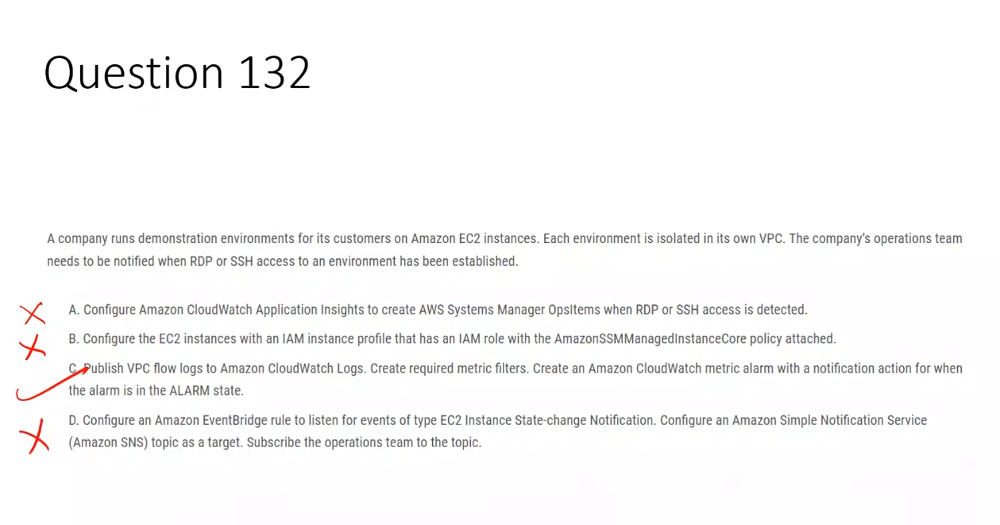 Question 132
A company runs demonstration environments for its customers on Amazon EC2 instances. Each environment is isolated in its own VPC. The company's operations team
needs to be notified when RDP or SSH access to an environment has been established.
A. Configure Amazon CloudWatch Application Insights to create AWS Systems Manager OpsItems when RDP or SSH access is detected.
B. Configure the EC2 instances with an IAM instance profile that has an IAM role with the AmazonSSMManagedInstanceCore policy attached.
C. Publish VPC flow logs to Amazon CloudWatch Logs. Create required metric filters. Create an Amazon CloudWatch metric alarm with a notification action for when
the alarm is in the ALARM state.
D. Configure an Amazon EventBridge rule to listen for events of type EC2 Instance State-change Notification. Configure an Amazon Simple Notification Service
(Amazon SNS) topic as a target. Subscribe the operations team to the topic.